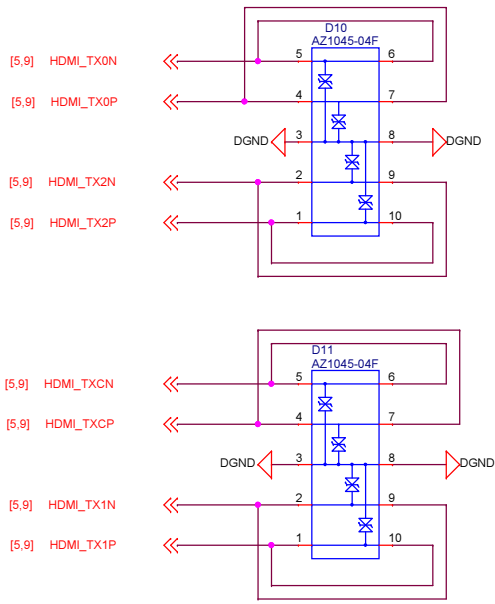 D10
AZ1045-04F
[5,9] HDMI_TX0N 5 6
[5,9] HDMI_TX0P 4 7
DGND 3 8 DGND
[5,9] HDMI_TX2N 2 9
[5,9] HDMI_TX2P 1 10
D11
AZ1045-04F
[5,9] HDMI_TXCN 5 6
[5,9] HDMI_TXCP 4 7
DGND 3 8 DGND
[5,9] HDMI_TX1N 2 9
[5,9] HDMI_TX1P 1 10